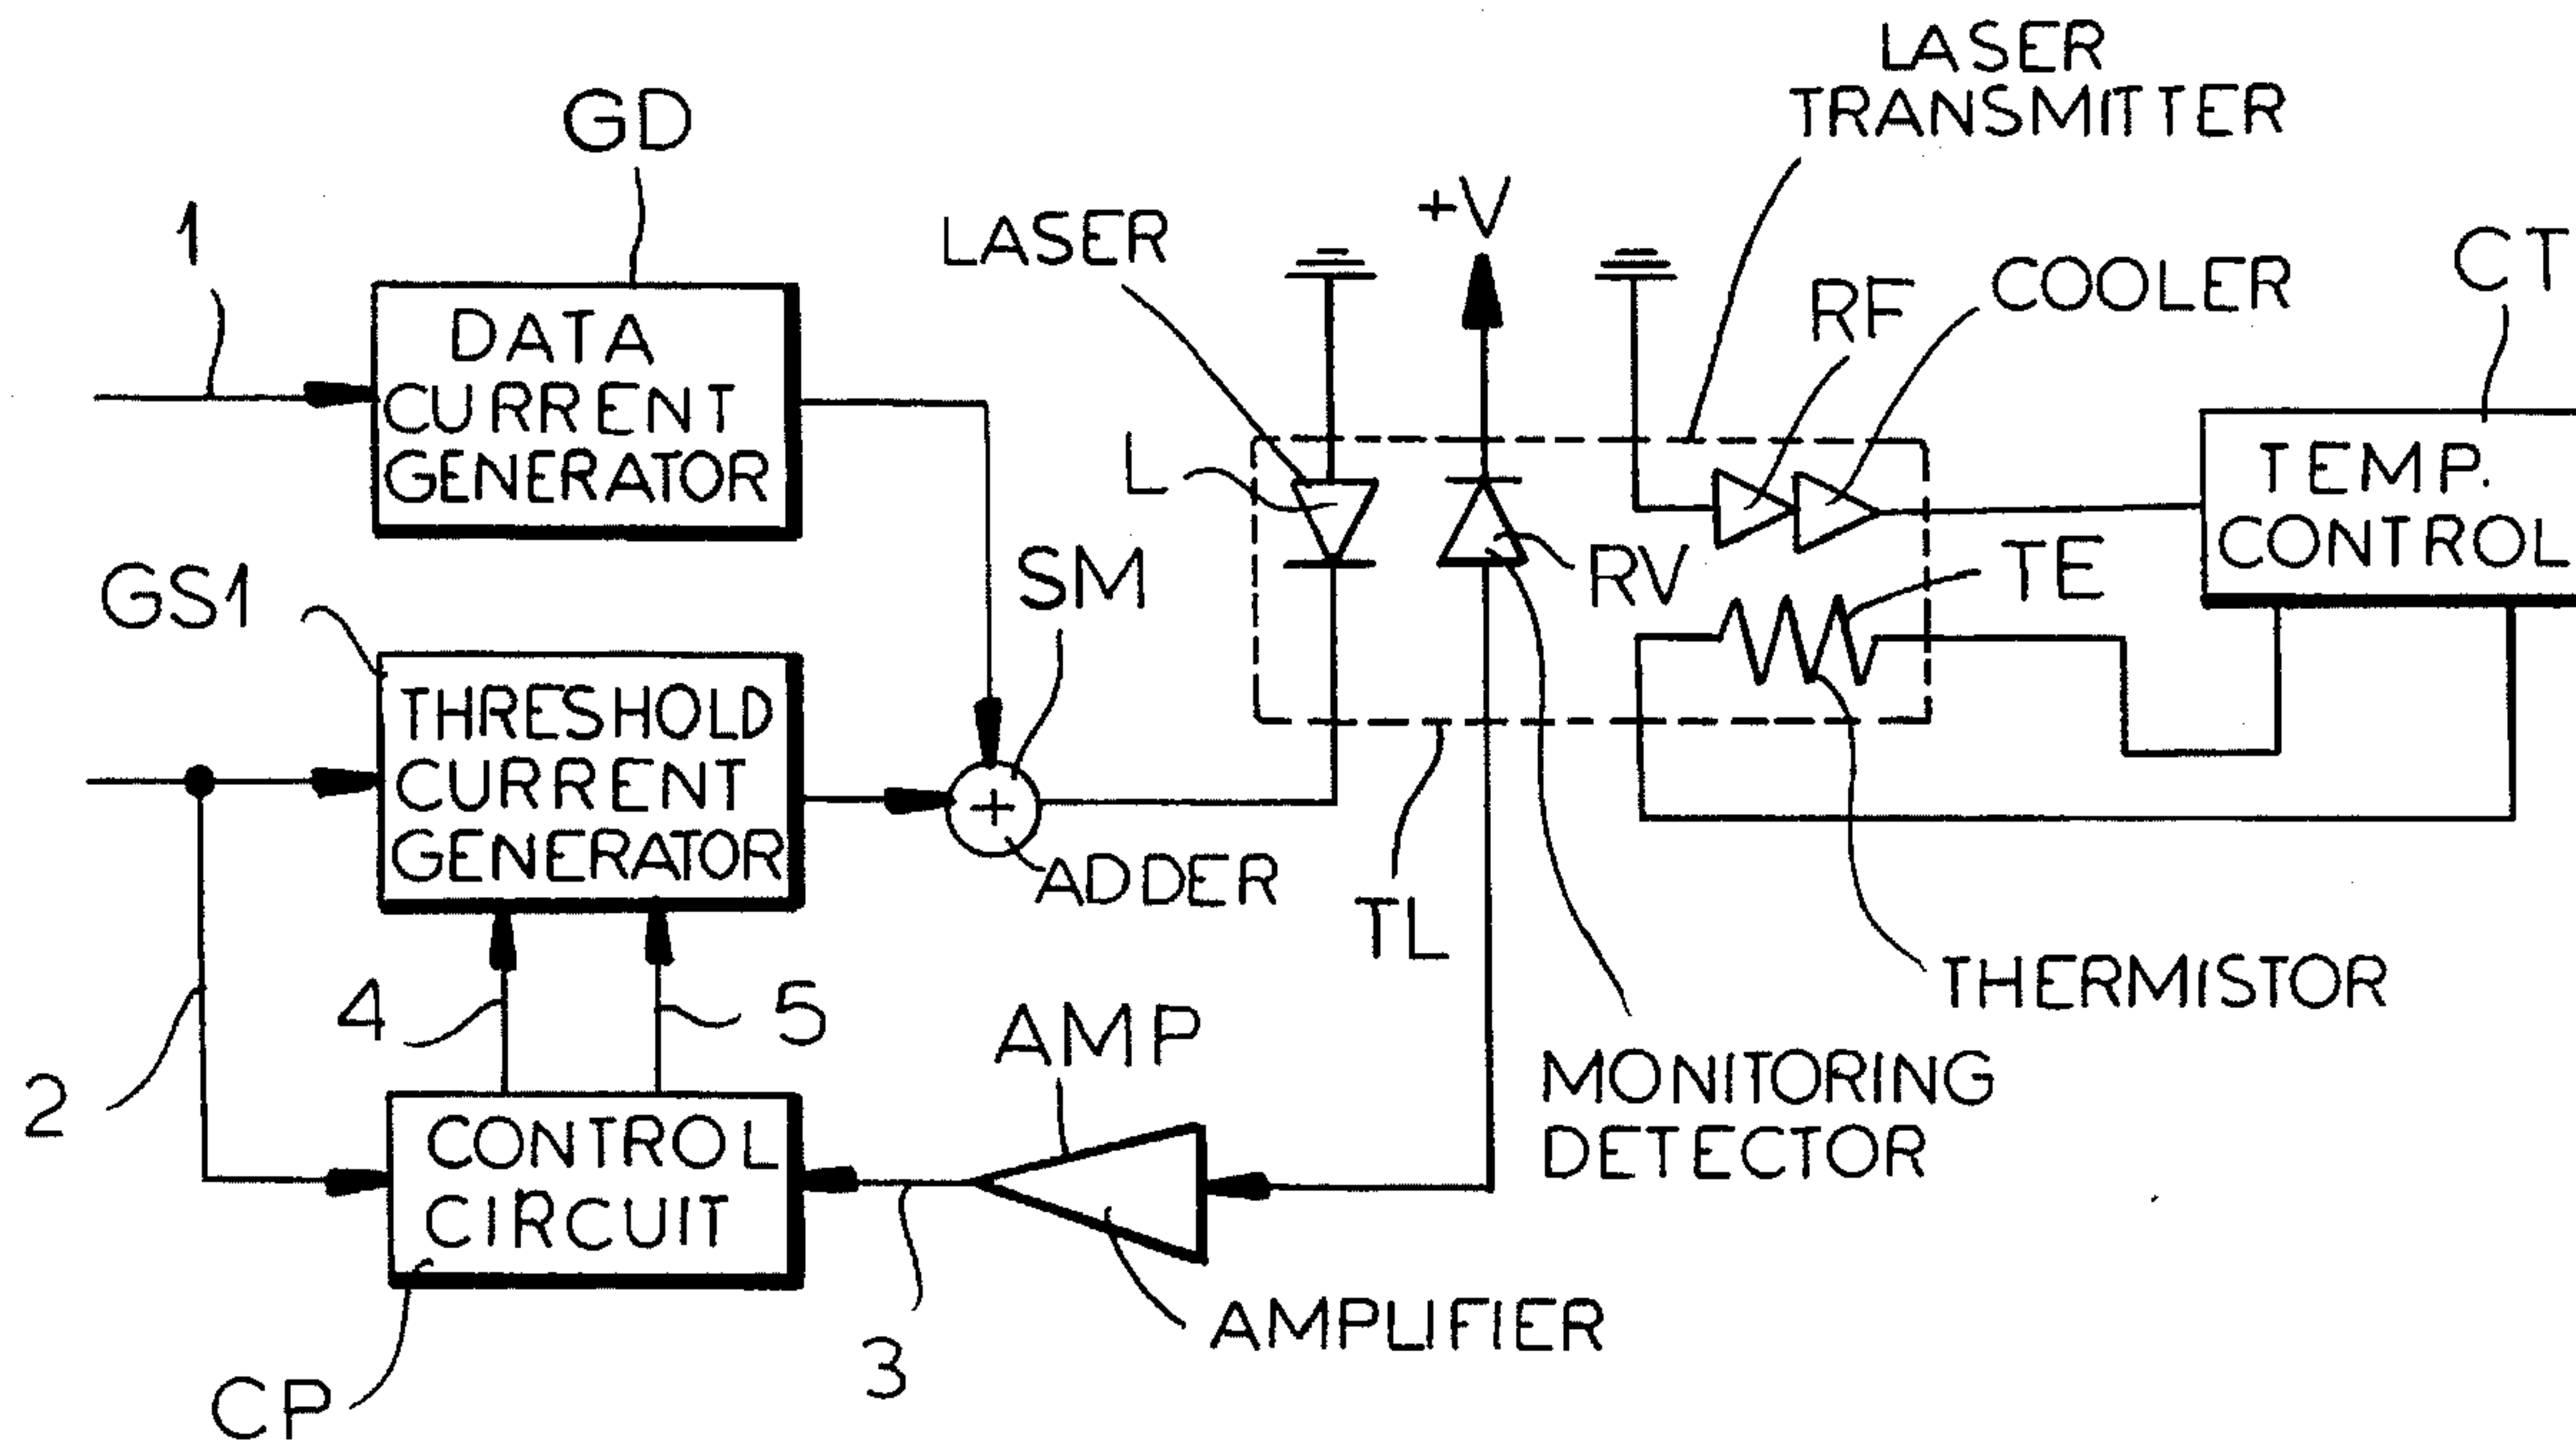 LASER
TRANSMITTER
GD
1
LASER
+V
RF
COOLER
CT
DATA
CURRENT
GENERATOR
L
TEMP.
CONTROL
GS1
SM
RV
TE
THRESHOLD
CURRENT
GENERATOR
+
ADDER
TL
THERMISTOR
4
5
AMP
2
MONITORING
DETECTOR
CONTROL
CIRCUIT
AMPLIFIER
3
CP